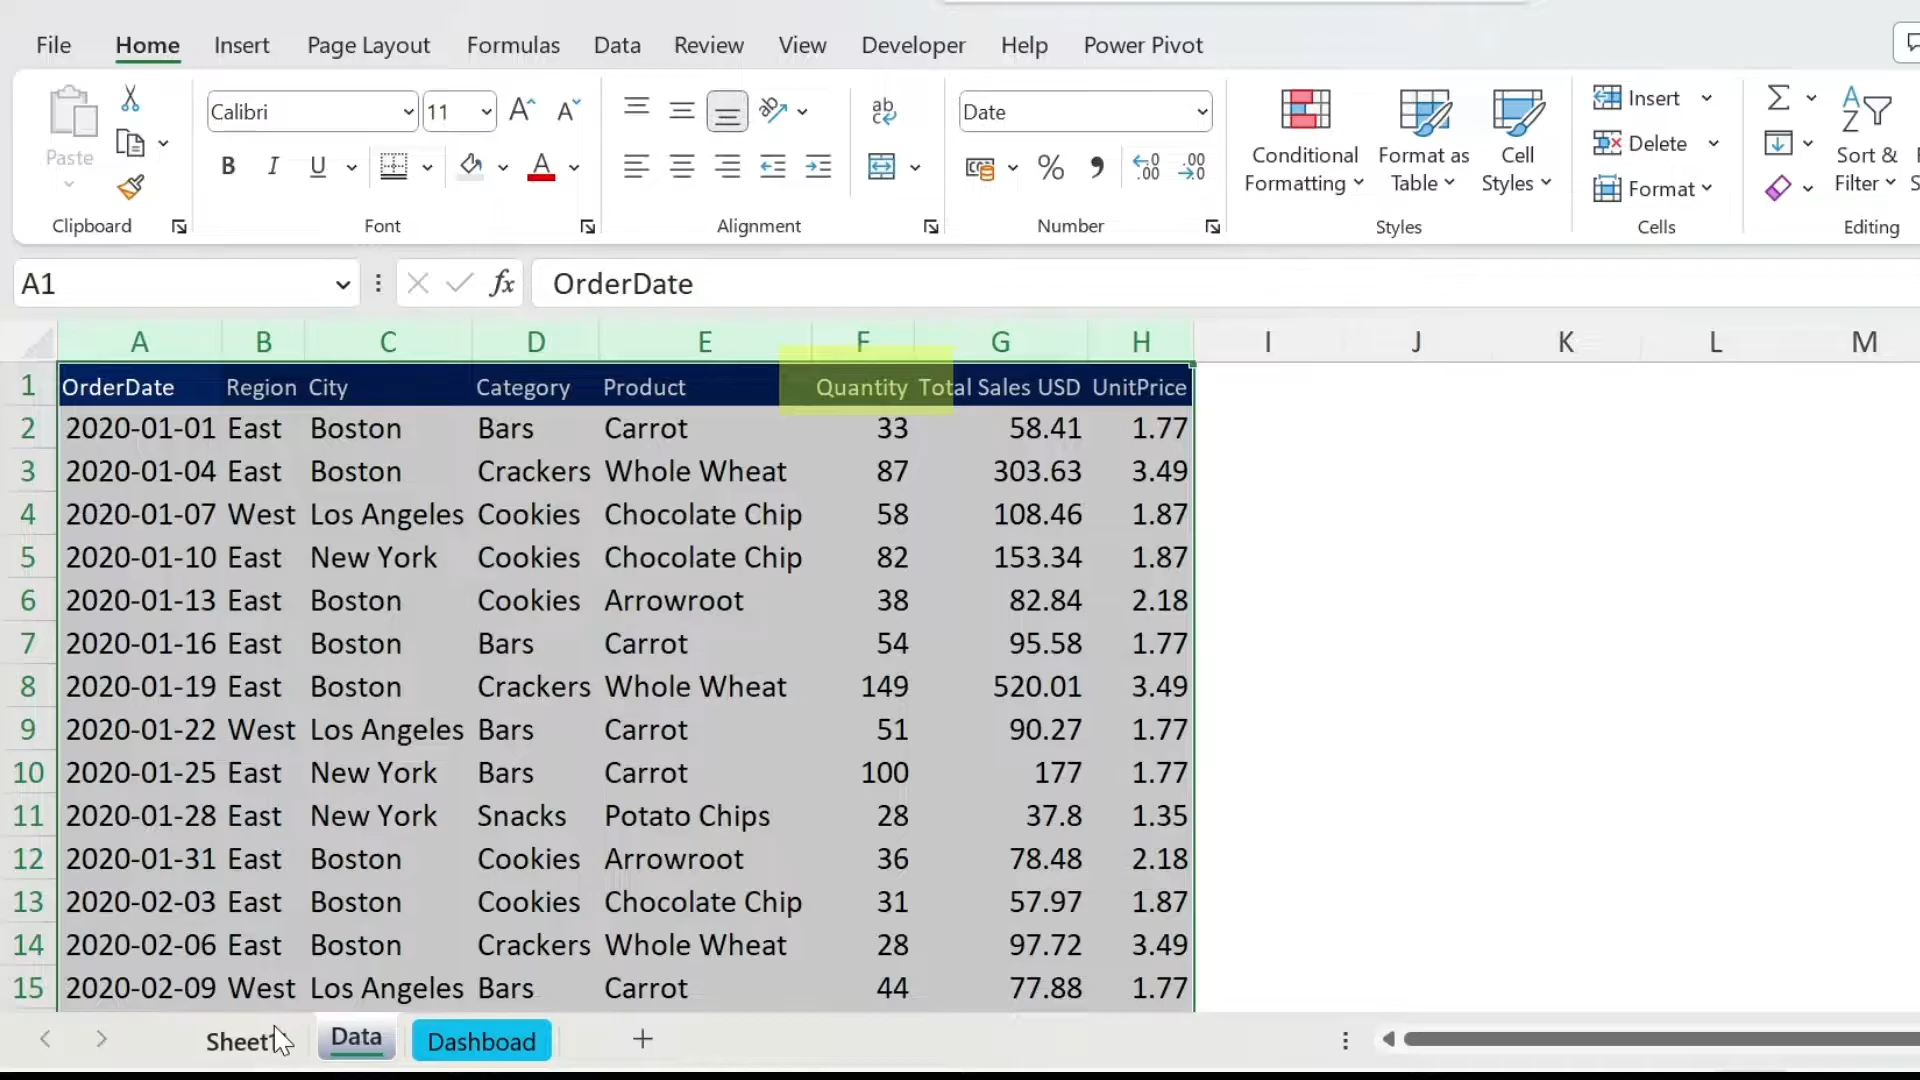 File Home Insert Page Layout Formulas Data Review View Developer Help Power Pivot
Calibri 11 Date Insert
Paste Delete
Conditional Formatting Format as Table Cell Styles Format Sort & Filter
Clipboard Font Alignment Number Styles Cells Editing
A1 fx OrderDate
A B C D E F G H I J K L M
1 OrderDate Region City Category Product Quantity Total Sales USD UnitPrice
2 2020-01-01 East Boston Bars Carrot 33 58.41 1.77
3 2020-01-04 East Boston Crackers Whole Wheat 87 303.63 3.49
4 2020-01-07 West Los Angeles Cookies Chocolate Chip 58 108.46 1.87
5 2020-01-10 East New York Cookies Chocolate Chip 82 153.34 1.87
6 2020-01-13 East Boston Cookies Arrowroot 38 82.84 2.18
7 2020-01-16 East Boston Bars Carrot 54 95.58 1.77
8 2020-01-19 East Boston Crackers Whole Wheat 149 520.01 3.49
9 2020-01-22 West Los Angeles Bars Carrot 51 90.27 1.77
10 2020-01-25 East New York Bars Carrot 100 177 1.77
11 2020-01-28 East New York Snacks Potato Chips 28 37.8 1.35
12 2020-01-31 East Boston Cookies Arrowroot 36 78.48 2.18
13 2020-02-03 East Boston Cookies Chocolate Chip 31 57.97 1.87
14 2020-02-06 East Boston Crackers Whole Wheat 28 97.72 3.49
15 2020-02-09 West Los Angeles Bars Carrot 44 77.88 1.77
Data Dashboad